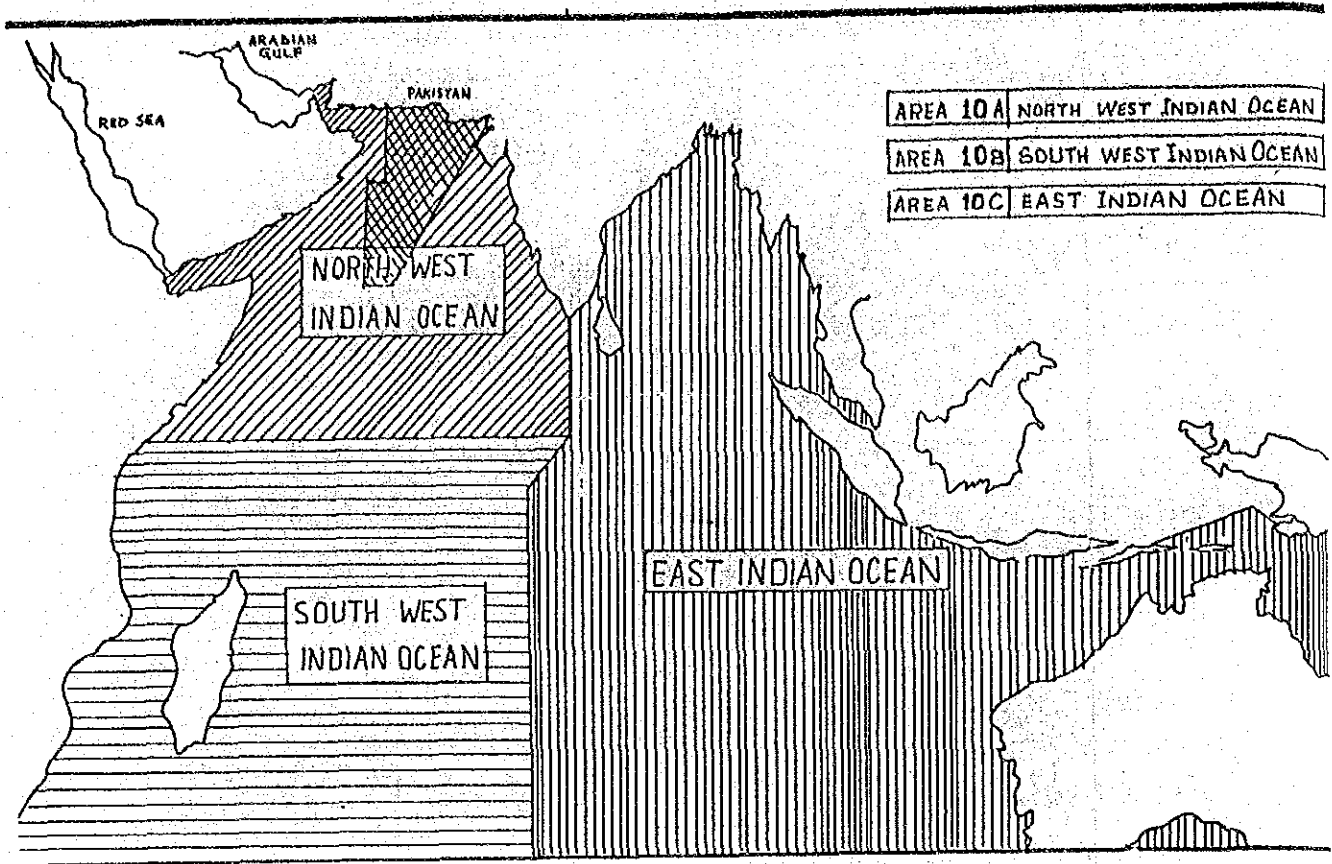 ARABIAN
GULF
PAKISTAN
RED SEA
AREA 10A NORTH WEST INDIAN OCEAN
AREA 10B SOUTH WEST INDIAN OCEAN
AREA 10C EAST INDIAN OCEAN
NORTH WEST
INDIAN OCEAN
EAST INDIAN OCEAN
SOUTH WEST
INDIAN OCEAN